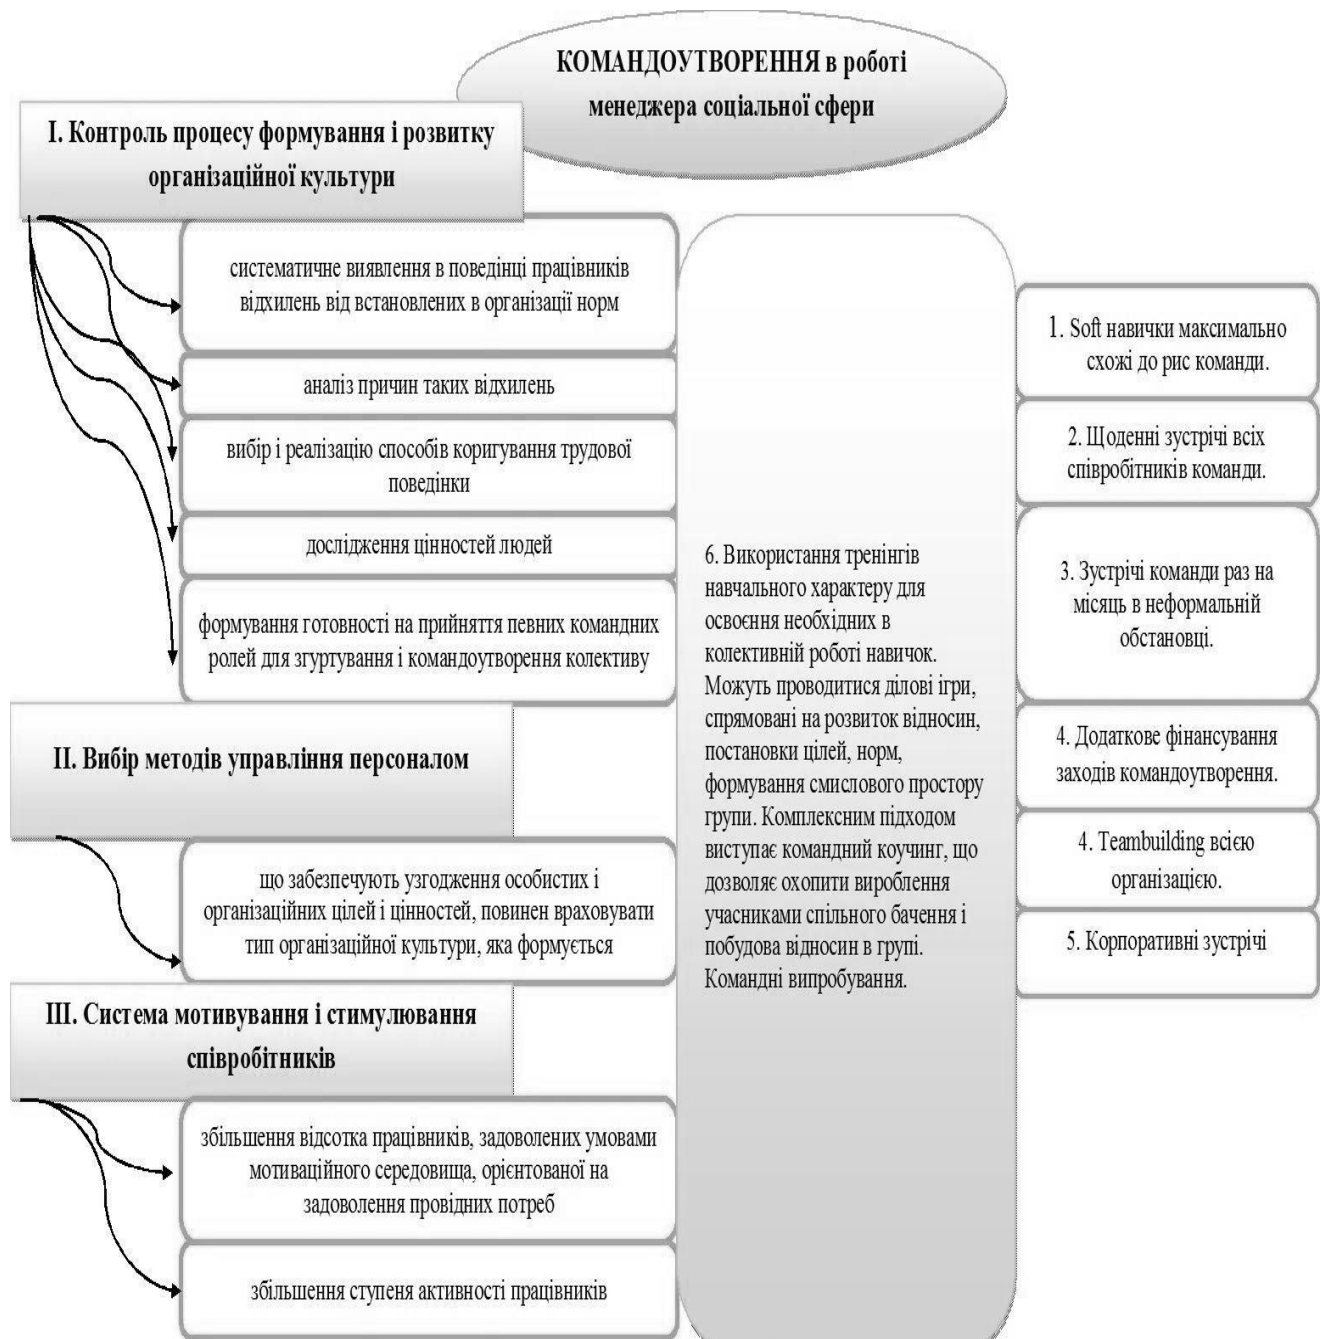 КОМАНДОУТВОРЕННЯ в роботі
менеджера соціальної сфери
I. Контроль процесу формування і розвитку
організаційної культури
систематичне виявлення в поведінці працівників
відхилень від встановлених в організації норм
аналіз причин таких відхилень
вибір і реалізацію способів коригування трудової
поведінки
дослідження цінностей людей
формування готовності на прийняття певних командних
ролей для згуртування і командоутворення колективу
II. Вибір методів управління персоналом
що забезпечують узгодження особистих і
організаційних цілей і цінностей, повинен враховувати
тип організаційної культури, яка формується
III. Система мотивування і стимулювання
співробітників
збільшення відсотка працівників, задоволених умовами
мотиваційного середовища, орієнтованої на
задоволення провідних потреб
збільшення ступеня активності працівників
6. Використання тренінгів
навчального характеру для
освоєння необхідних в
колективній роботі навичок.
Можуть проводитися ділові ігри,
спрямовані на розвиток відносин,
постановки цілей, норм,
формування смислового простору
групи. Комплексним підходом
виступає командний коучинг, що
дозволяє охопити вироблення
учасниками спільного бачення і
побудова відносин в групі.
Командні випробування.
1. Soft навички максимально
схожі до рис команди.
2. Щоденні зустрічі всіх
співробітників команди.
3. Зустрічі команди раз на
місяць в неформальній
обстановці.
4. Додаткове фінансування
заходів командоутворення.
4. Teambuilding всією
організацією.
5. Корпоративні зустрічі